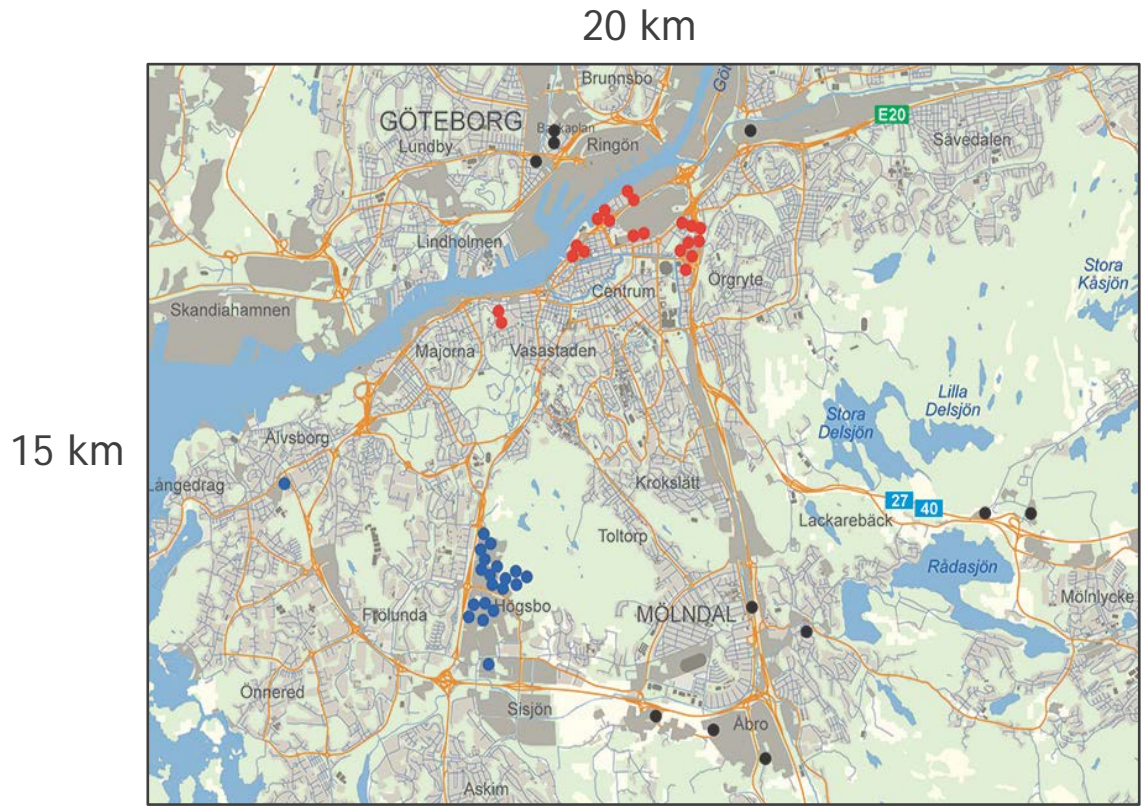 20 km
15 km
Brunnsbo
GÖTEBORG
Lundby
Ringön
E20
Sävedalen
Lindholmen
Örgryte
Centrum
Stora
Kåsjön
Skandiahamnen
Majorna
Vasastaden
Lilla
Delsjön
Stora
Delsjön
Älvsborg
Långedrag
Krokslätt
27
40
Lackarebäck
Toltorp
Rådasjön
Högsbo
Frölunda
MÖLNDAL
Mölnlycke
Önnered
Sisjön
Åbro
Askim